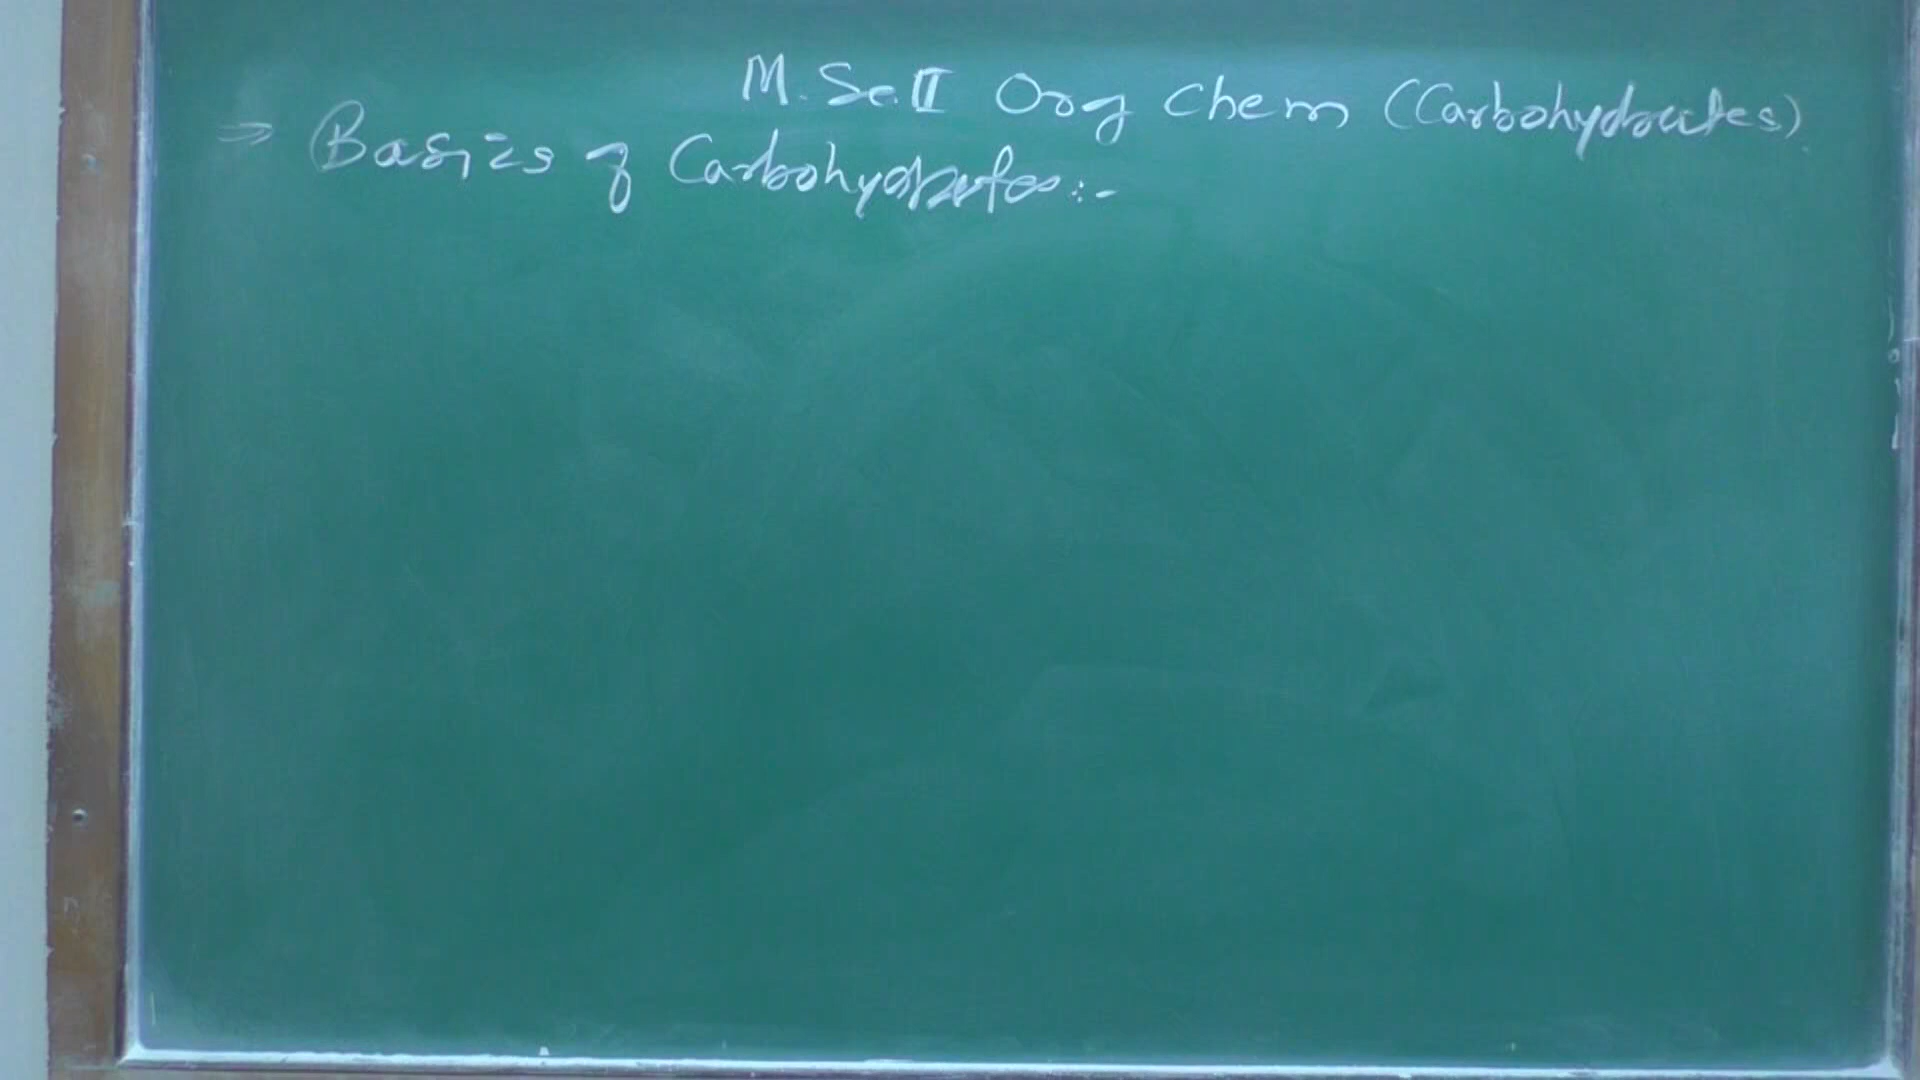 M.Sc.II Org Chem (Carbohydrates)
⇒ Basics of Carbohydrates:-